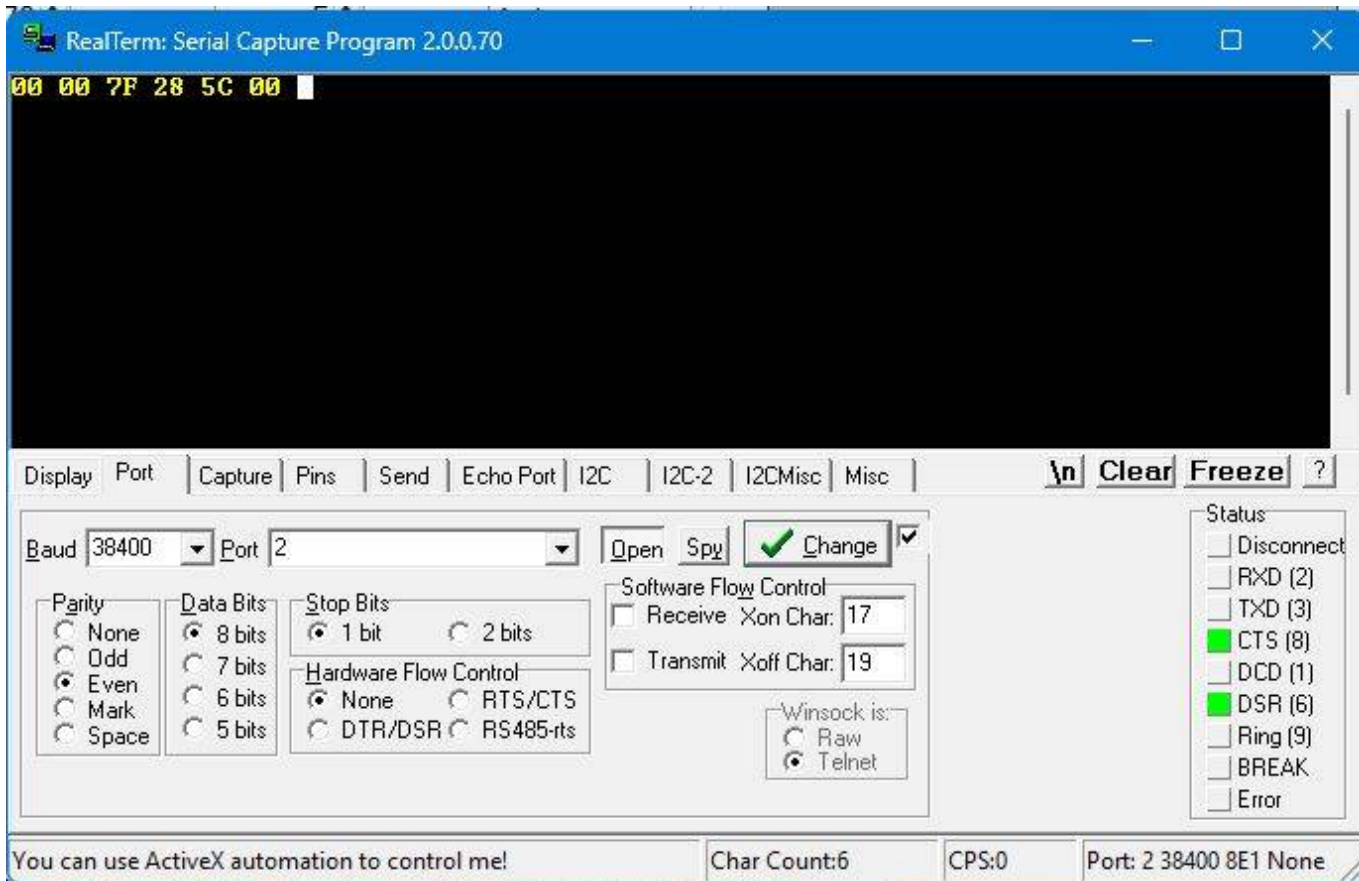 RealTerm: Serial Capture Program 2.0.0.70
00 00 7F 28 5C 00
Display Port Capture Pins Send Echo Port I2C I2C-2 I2CMisc Misc \n Clear Freeze ?
Baud 38400 Port 2 Open Spy Change
Parity
None
Odd
Even
Mark
Space
Data Bits
8 bits
7 bits
6 bits
5 bits
Stop Bits
1 bit 2 bits
Hardware Flow Control
None RTS/CTS
DTR/DSR RS485-rts
Software Flow Control
Receive Xon Char: 17
Transmit Xoff Char: 19
Winsock is:
Raw
Telnet
Status
Disconnect
RXD (2)
TXD (3)
CTS (8)
DCD (1)
DSR (6)
Ring (9)
BREAK
Error
You can use ActiveX automation to control me! Char Count:6 CPS:0 Port: 2 38400 8E1 None